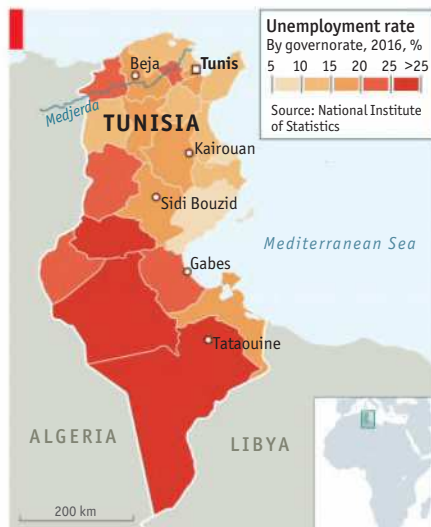 Unemployment rate
By governorate, 2016, %
5 10 15 20 25 >25
Source: National Institute
of Statistics
Beja
Tunis
Medjerda
TUNISIA
Kairouan
Sidi Bouzid
Mediterranean Sea
Gabes
Tataouine
ALGERIA
LIBYA
200 km